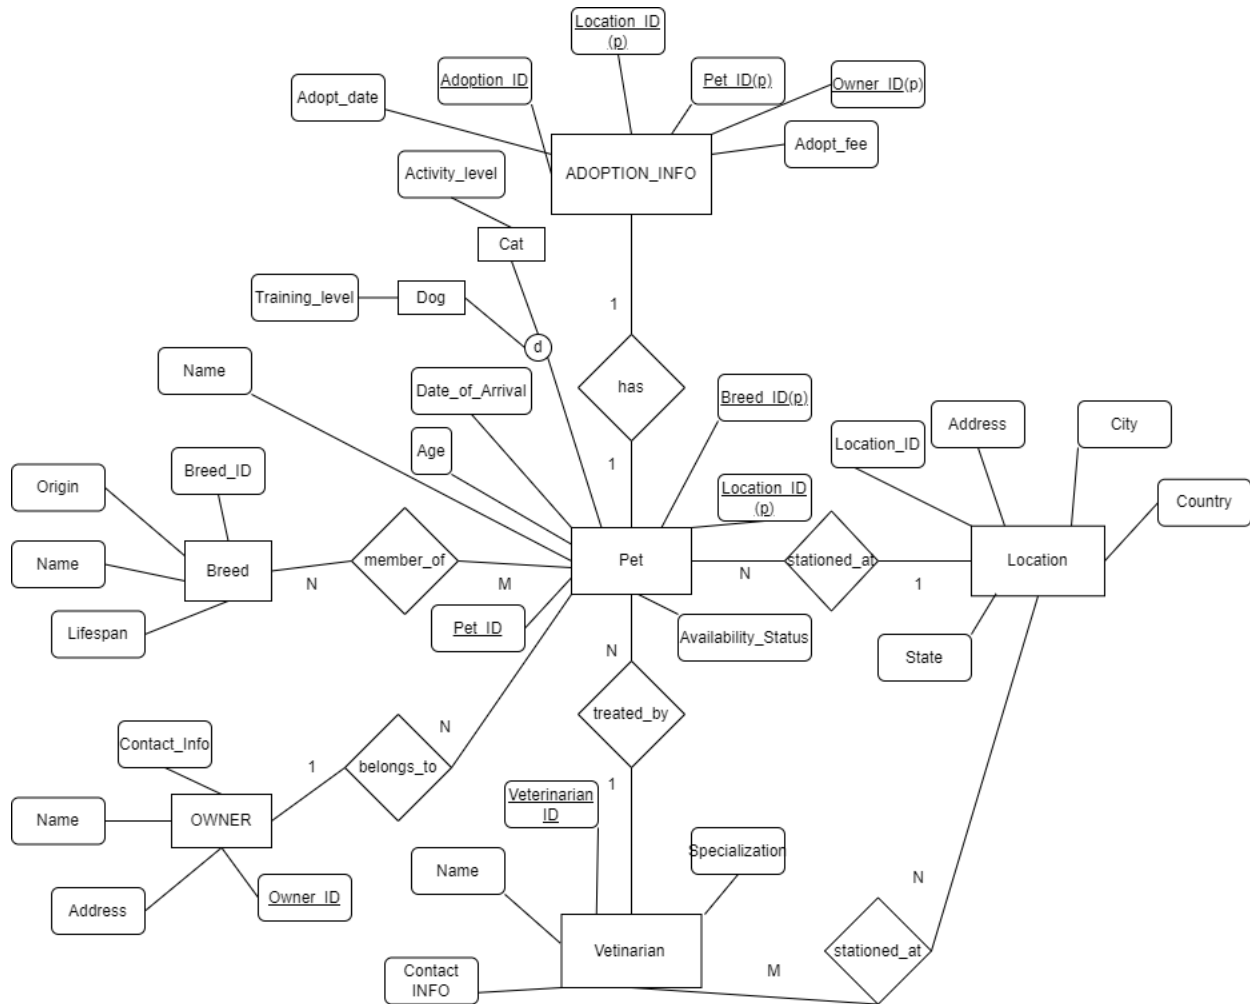 Location_ID
(p)
Adoption_ID
Pet_ID(p)
Owner_ID(p)
Adopt_date
Adopt_fee
ADOPTION_INFO
Activity_level
Cat
Training_level
Dog
1
d
Name
Date_of_Arrival
has
Breed_ID(p)
Age
Location_ID
Address
City
Origin
Breed_ID
1
Location_ID
(p)
Country
Name
Breed
member_of
Pet
stationed_at
Location
N
M
N
1
Lifespan
Pet_ID
Availability_Status
State
N
treated_by
Contact_Info
N
1
belongs_to
1
Veterinarian
ID
Name
OWNER
Specialization
Name
Address
Owner_ID
N
Vetinarian
stationed_at
Contact
INFO
M